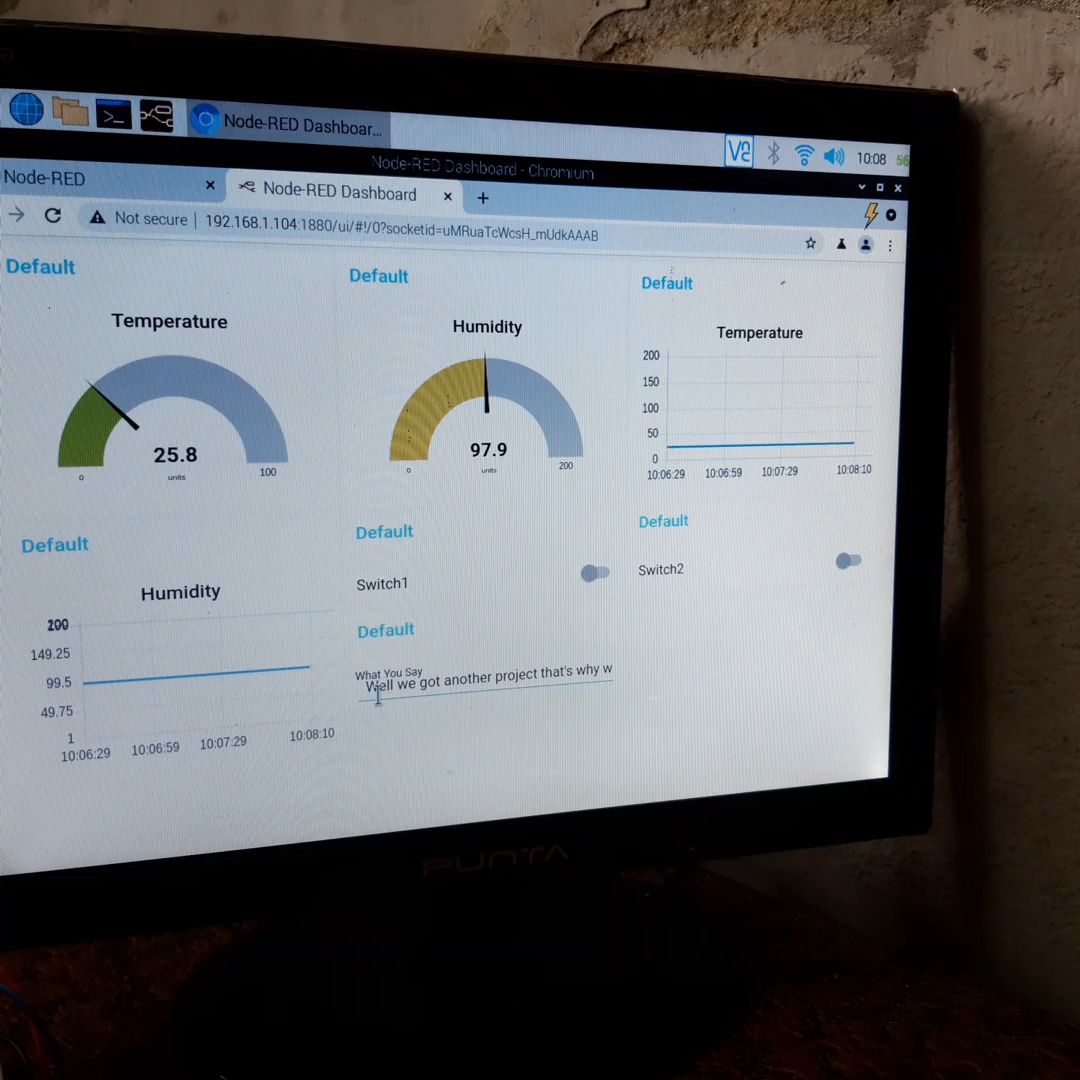 Node-RED Dashboar...
V2
10:08
56
Node-RED Dashboard - Chromium
Node-RED
Node-RED Dashboard
Not secure | 192.168.1.104:1880/ui/#!/0?socketid=uMRuaTcWcsH_mUdkAAAB
Default
Temperature
25.8
units
0
100
Default
Humidity
97.9
units
0
200
Default
Temperature
200
150
100
50
0
10:06:29 10:06:59 10:07:29 10:08:10
Default
Humidity
200
149.25
99.5
49.75
1
10:06:29 10:06:59 10:07:29 10:08:10
Default
Switch1
Default
Switch2
Default
What You Say
Well we got another project that's why w
PUNTA